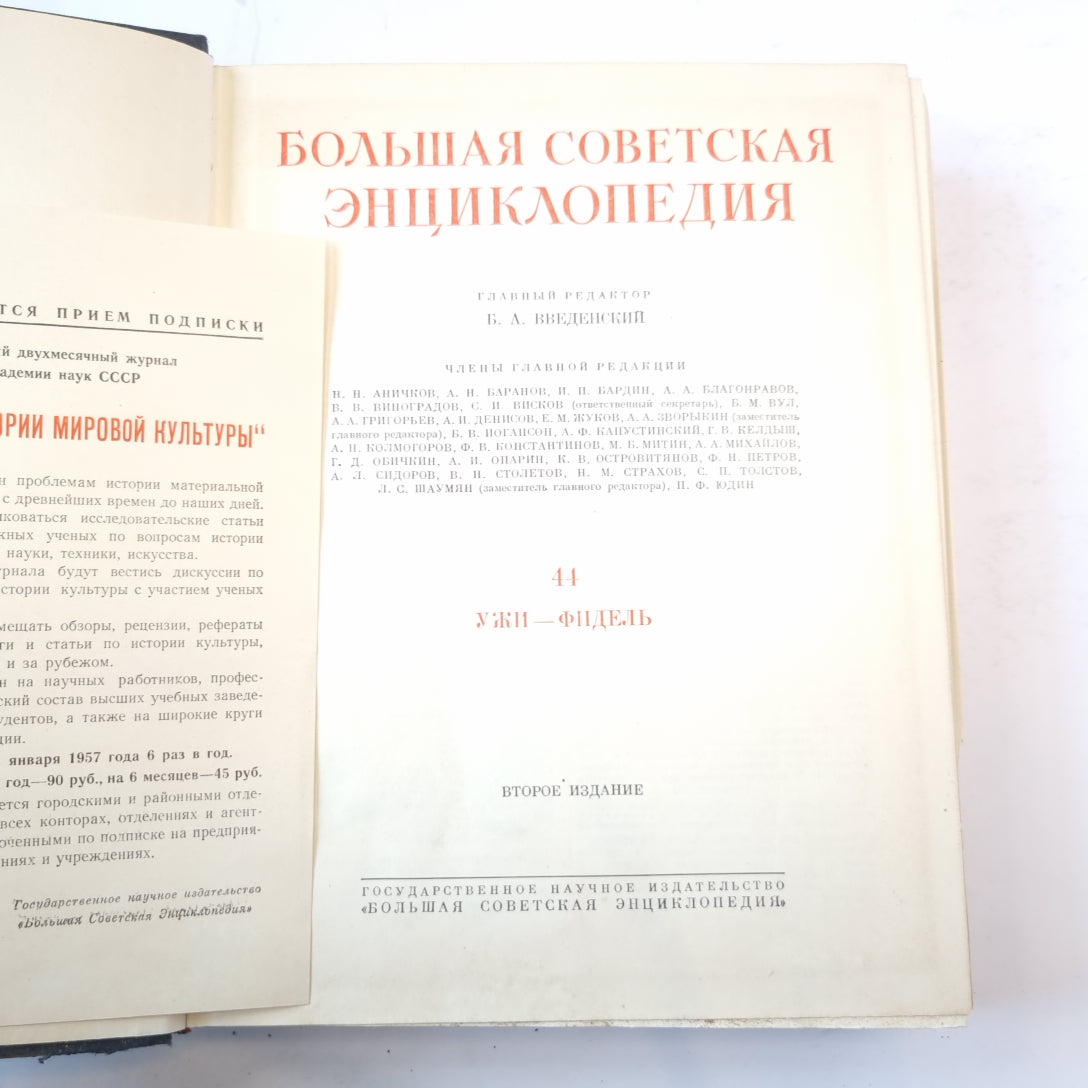 ТСЯ ПРИЕМ ПОДПИСКИ
й двухмесячный журнал
адемии наук СССР
ОРИИ МИРОВОЙ КУЛЬТУРЫ“
н проблемам истории материальной
с древнейших времен до наших дней.
иковаться исследовательские статьи
жных ученых по вопросам истории
науки, техники, искусства.
урнала будут вестись дискуссии по
стории культуры с участием ученых
мещать обзоры, рецензии, рефераты
ги и статьи по истории культуры,
и за рубежом.
н на научных работников, профес-
ский состав высших учебных заведе-
удентов, а также на широкие круги
ции.
января 1957 года 6 раз в год.
год—90 руб., на 6 месяцев—45 руб.
ется городскими и районными отде-
всех конторах, отделениях и агент-
оченными по подписке на предприя-
ниях и учреждениях.
Государственное научное издательство
«Большая Советская Энциклопедия»
БОЛЬШАЯ СОВЕТСКАЯ
ЭНЦИКЛОПЕДИЯ
ГЛАВНЫЙ РЕДАКТОР
Б. А. ВВЕДЕНСКИЙ
ЧЛЕНЫ ГЛАВНОЙ РЕДАКЦИИ
Н. Н. АНИЧКОВ, А. И. БАРАНОВ, И. П. БАРДИН, А. А. БЛАГОНРАВОВ,
В. В. ВИНОГРАДОВ, С. И. ВИСКОВ (ответственный секретарь), Б. М. ВУЛ,
А. А. ГРИГОРЬЕВ, А. И. ДЕНИСОВ, Е. М. ЖУКОВ, А. А. ЗВОРЫКИН (заместитель
главного редактора), Б. В. ИОГАНСОН, А. Ф. КАПУСТИНСКИЙ, Г. В. КЕЛДЫШ,
А. Н. КОЛМОГОРОВ, Ф. В. КОНСТАНТИНОВ, М. Б. МИТИН, А. А. МИХАЙЛОВ,
Г. Д. ОБИЧКИН, А. И. ОПАРИН, К. В. ОСТРОВИТЯНОВ, Ф. Н. ПЕТРОВ,
А. Л. СИДОРОВ, В. Н. СТОЛЕТОВ, Н. М. СТРАХОВ, С. П. ТОЛСТОВ,
Л. С. ШАУМЯН (заместитель главного редактора), П. Ф. ЮДИН
44
УЖИ — ФИДЕЛЬ
ВТОРОЕ ИЗДАНИЕ
ГОСУДАРСТВЕННОЕ НАУЧНОЕ ИЗДАТЕЛЬСТВО
«БОЛЬШАЯ СОВЕТСКАЯ ЭНЦИКЛОПЕДИЯ»